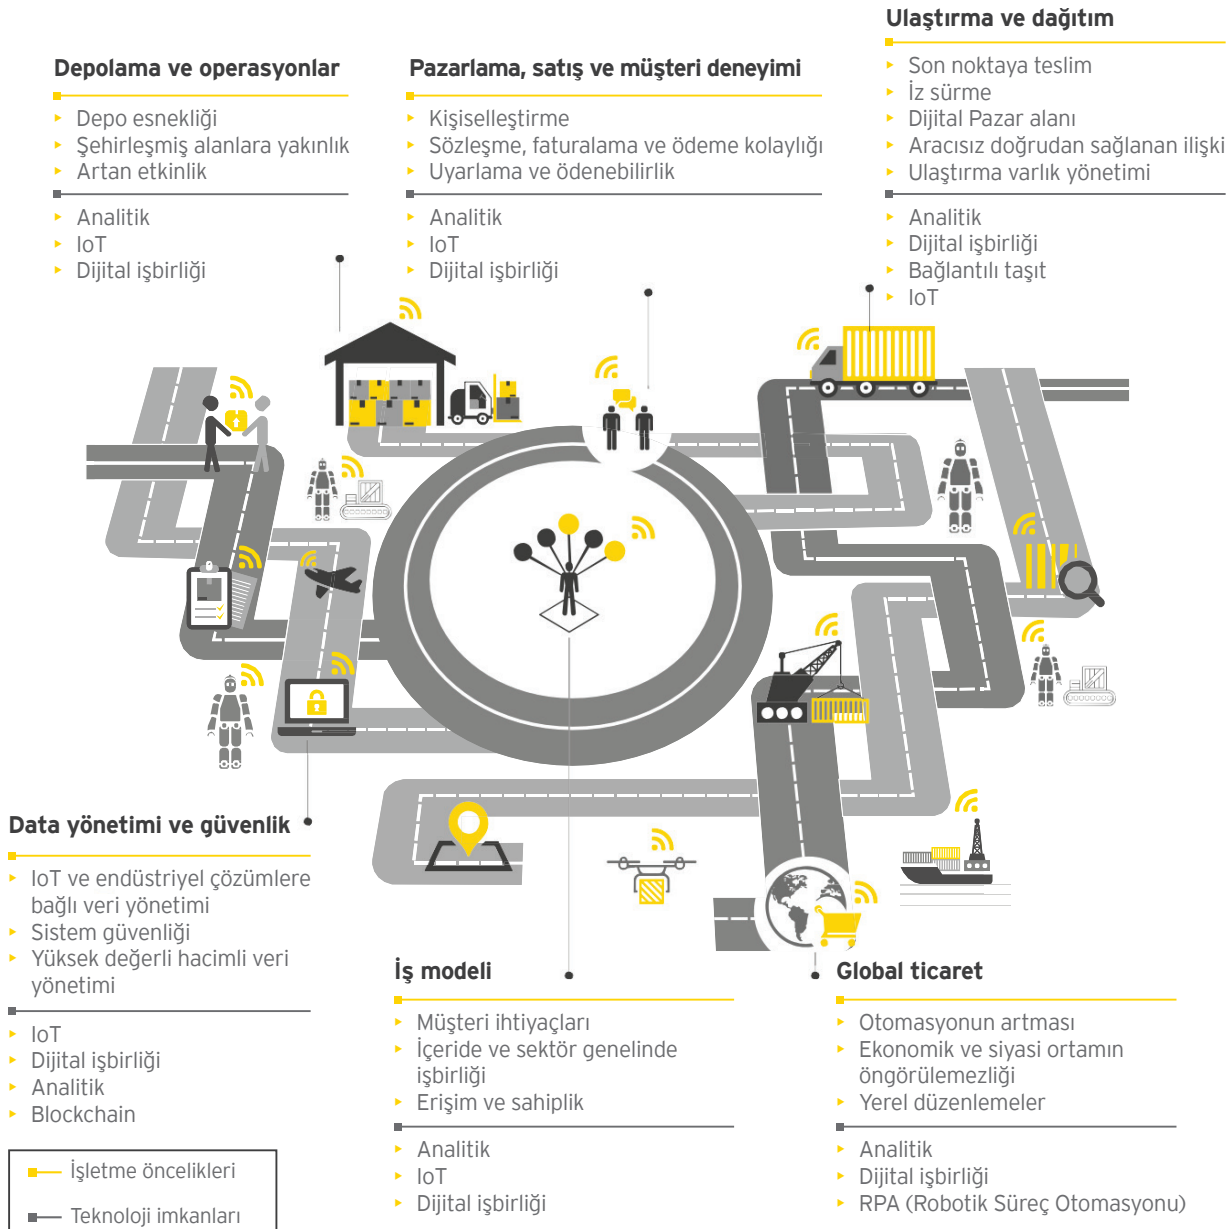 Depolama ve operasyonlar
Depo esnekliği
Şehirleşmiş alanlara yakınlık
Artan etkinlik
Analitik
IoT
Dijital işbirliği
Pazarlama, satış ve müşteri deneyimi
Kişiselleştirme
Sözleşme, faturalama ve ödeme kolaylığı
Uyarlama ve ödenebilirlik
Analitik
IoT
Dijital işbirliği
Ulaştırma ve dağıtım
Son noktaya teslim
İz sürme
Dijital Pazar alanı
Aracısız doğrudan sağlanan ilişki
Ulaştırma varlık yönetimi
Analitik
Dijital işbirliği
Bağlantılı taşıt
IoT
Data yönetimi ve güvenlik
IoT ve endüstriyel çözümlere
bağlı veri yönetimi
Sistem güvenliği
Yüksek değerli hacimli veri
yönetimi
IoT
Dijital işbirliği
Analitik
Blockchain
İş modeli
Müşteri ihtiyaçları
İçeride ve sektör genelinde
işbirliği
Erişim ve sahiplik
Analitik
IoT
Dijital işbirliği
Global ticaret
Otomasyonun artması
Ekonomik ve siyasi ortamın
öngörülemezliği
Yerel düzenlemeler
Analitik
Dijital işbirliği
RPA (Robotik Süreç Otomasyonu)
İşletme öncelikleri
Teknoloji imkanları